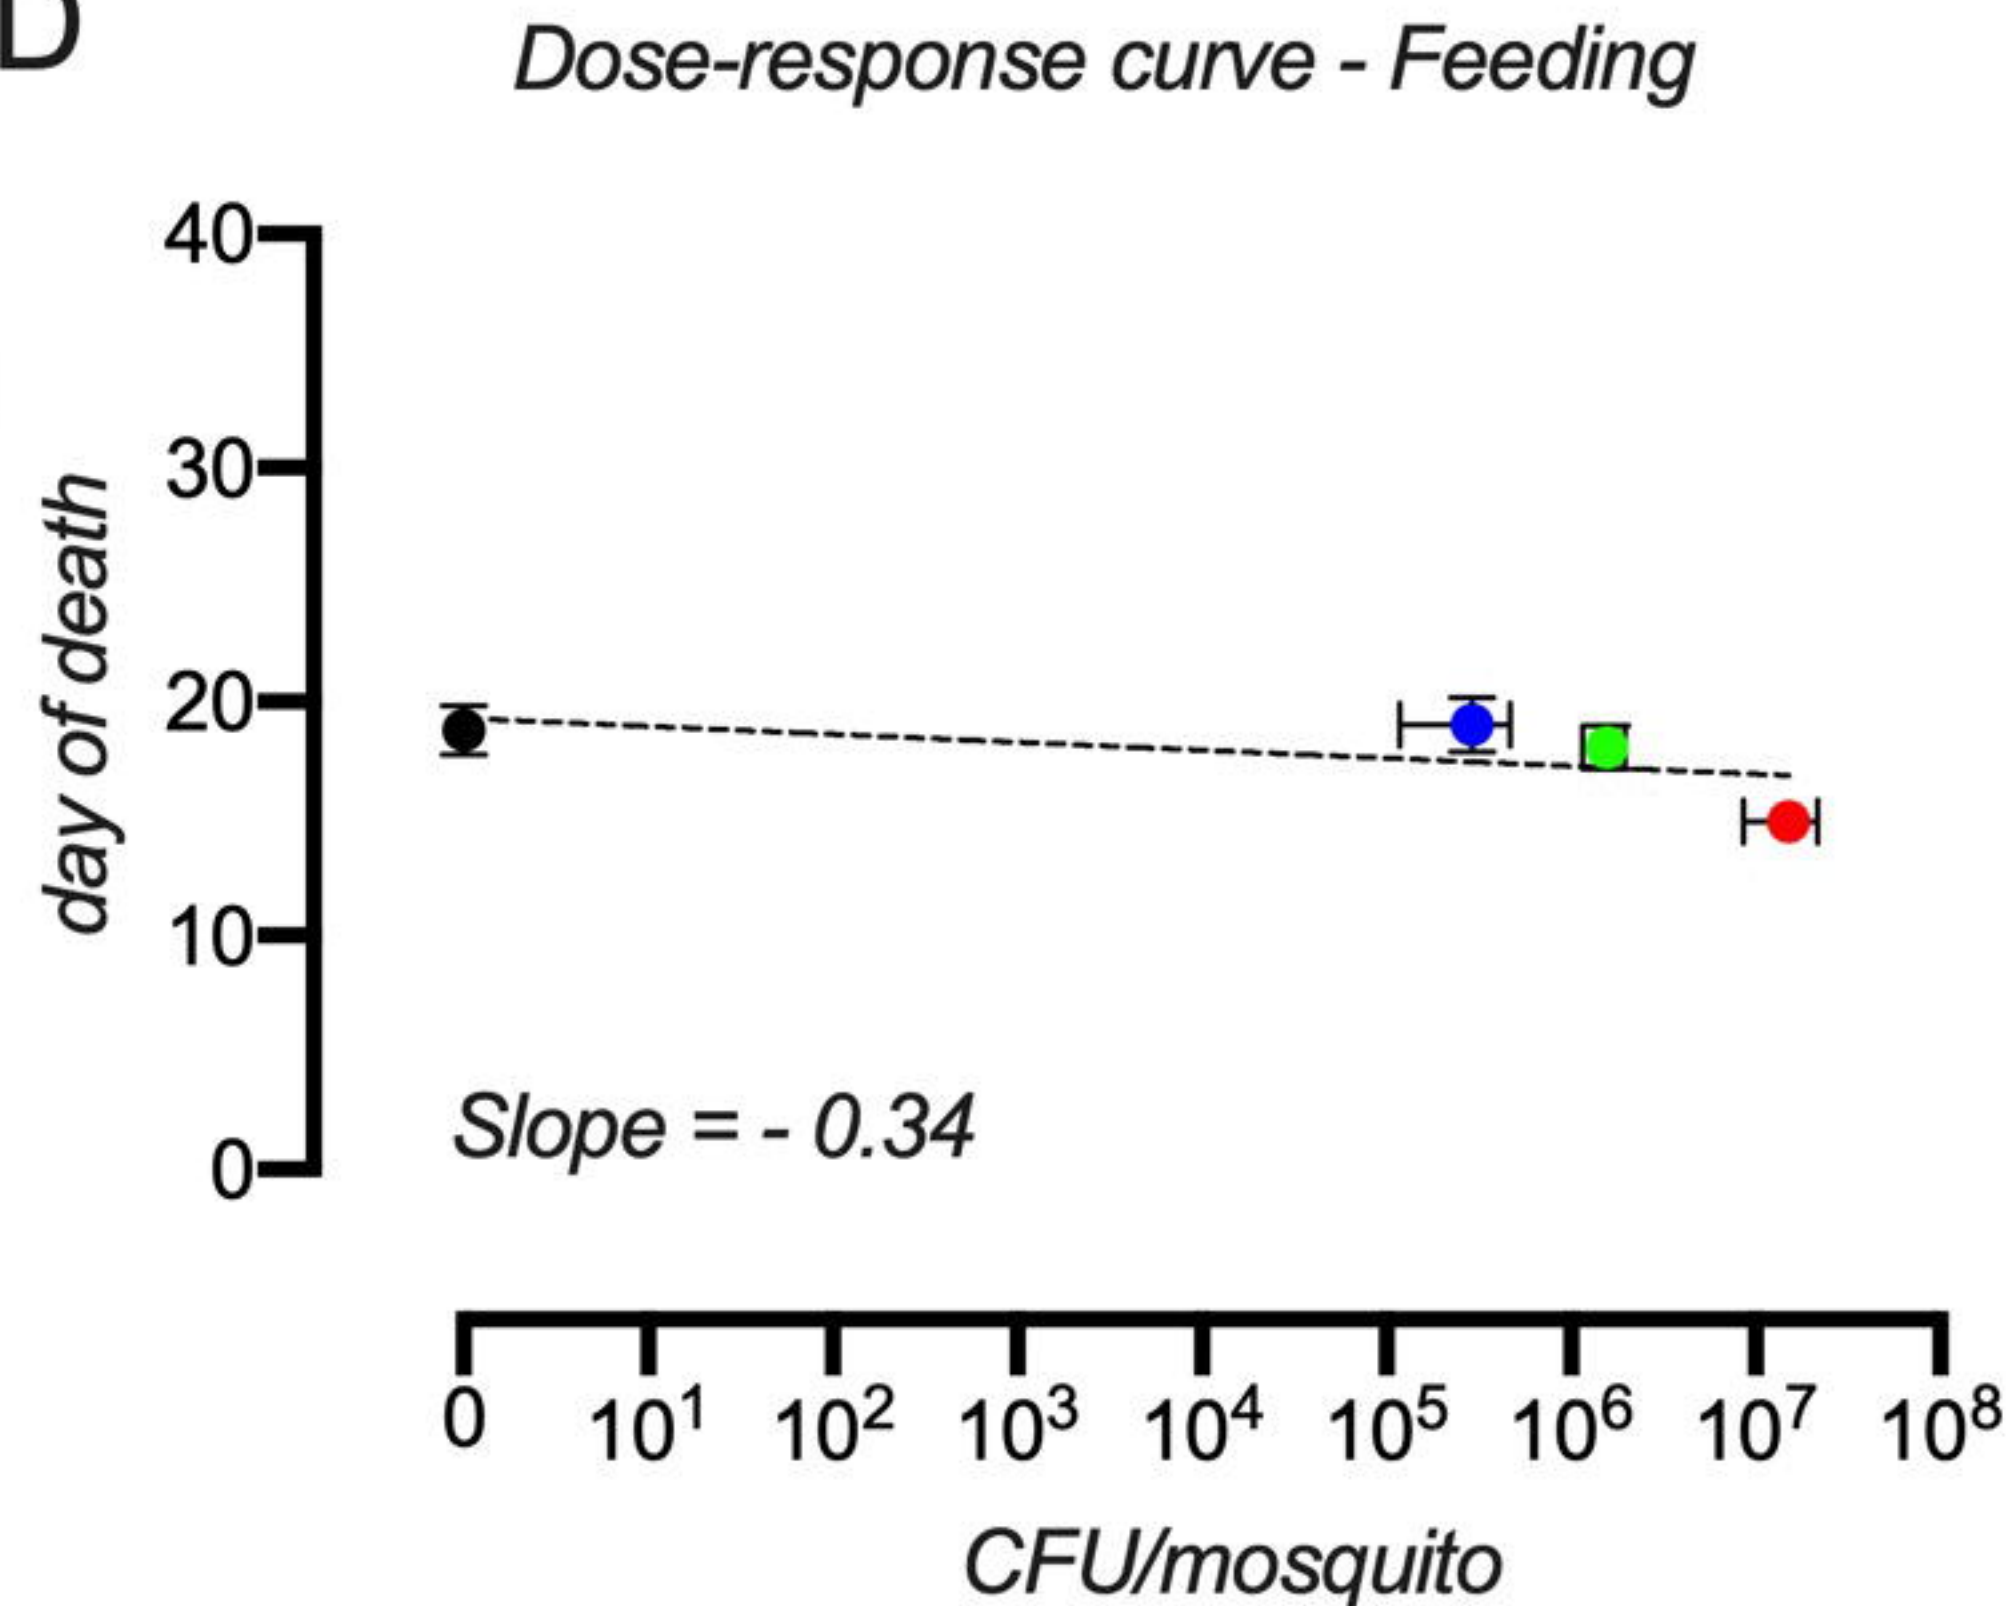 D
Dose-response curve - Feeding
40
30
20
10
0
day of death
Slope = - 0.34
0 10¹ 10² 10³ 10⁴ 10⁵ 10⁶ 10⁷ 10⁸
CFU/mosquito